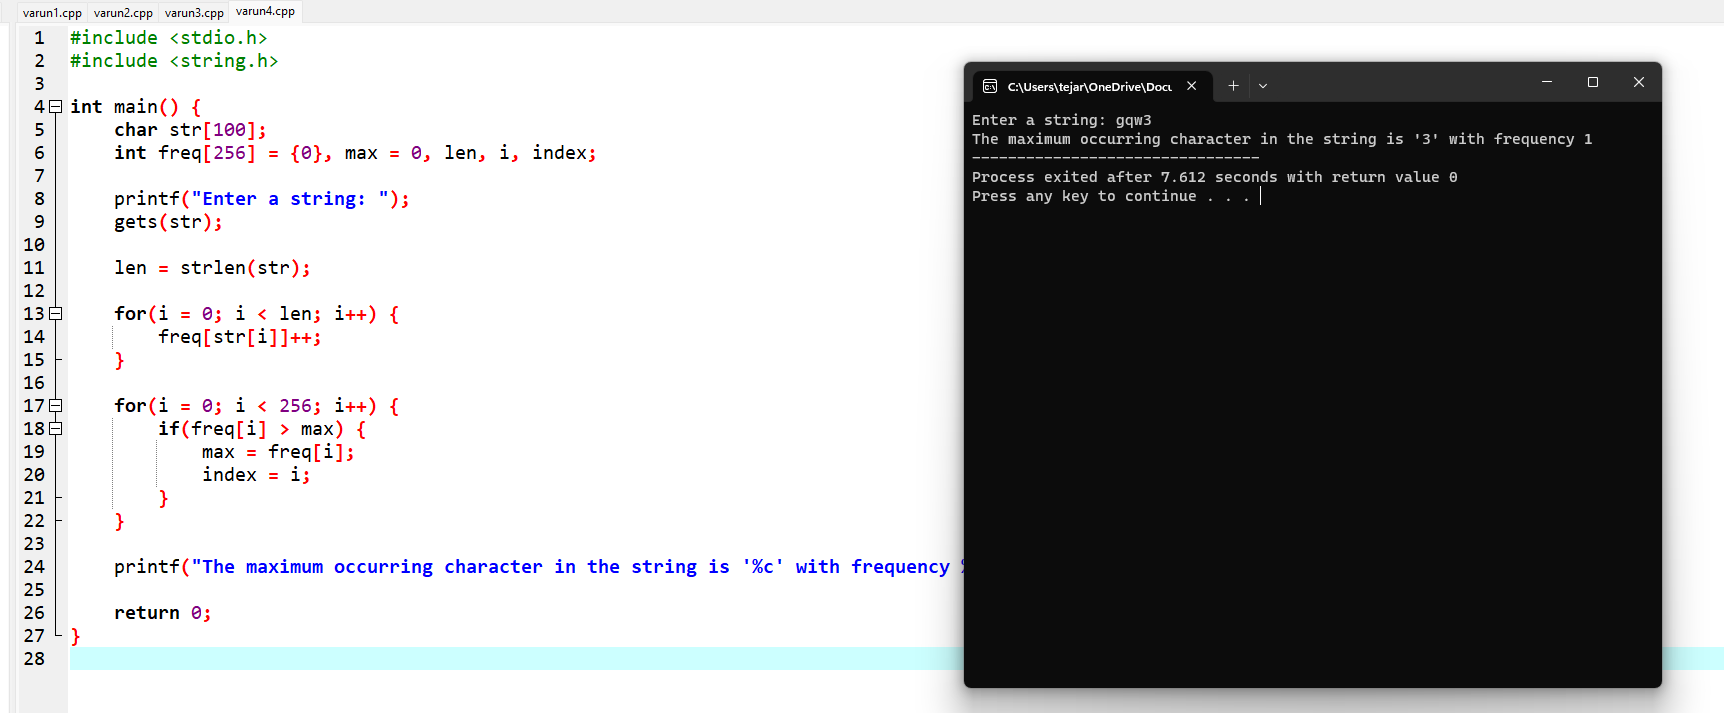 varun1.cpp varun2.cpp varun3.cpp varun4.cpp
1 #include <stdio.h>
2 #include <string.h>
3
4 int main() {
5 char str[100];
6 int freq[256] = {0}, max = 0, len, i, index;
7
8 printf("Enter a string: ");
9 gets(str);
10
11 len = strlen(str);
12
13 for(i = 0; i < len; i++) {
14 freq[str[i]]++;
15 }
16
17 for(i = 0; i < 256; i++) {
18 if(freq[i] > max) {
19 max = freq[i];
20 index = i;
21 }
22 }
23
24 printf("The maximum occurring character in the string is '%c' with frequency
25
26 return 0;
27 }
28
C:\Users\tejar\OneDrive\Docu
Enter a string: gqw3
The maximum occurring character in the string is '3' with frequency 1
--------------------------------
Process exited after 7.612 seconds with return value 0
Press any key to continue . . .